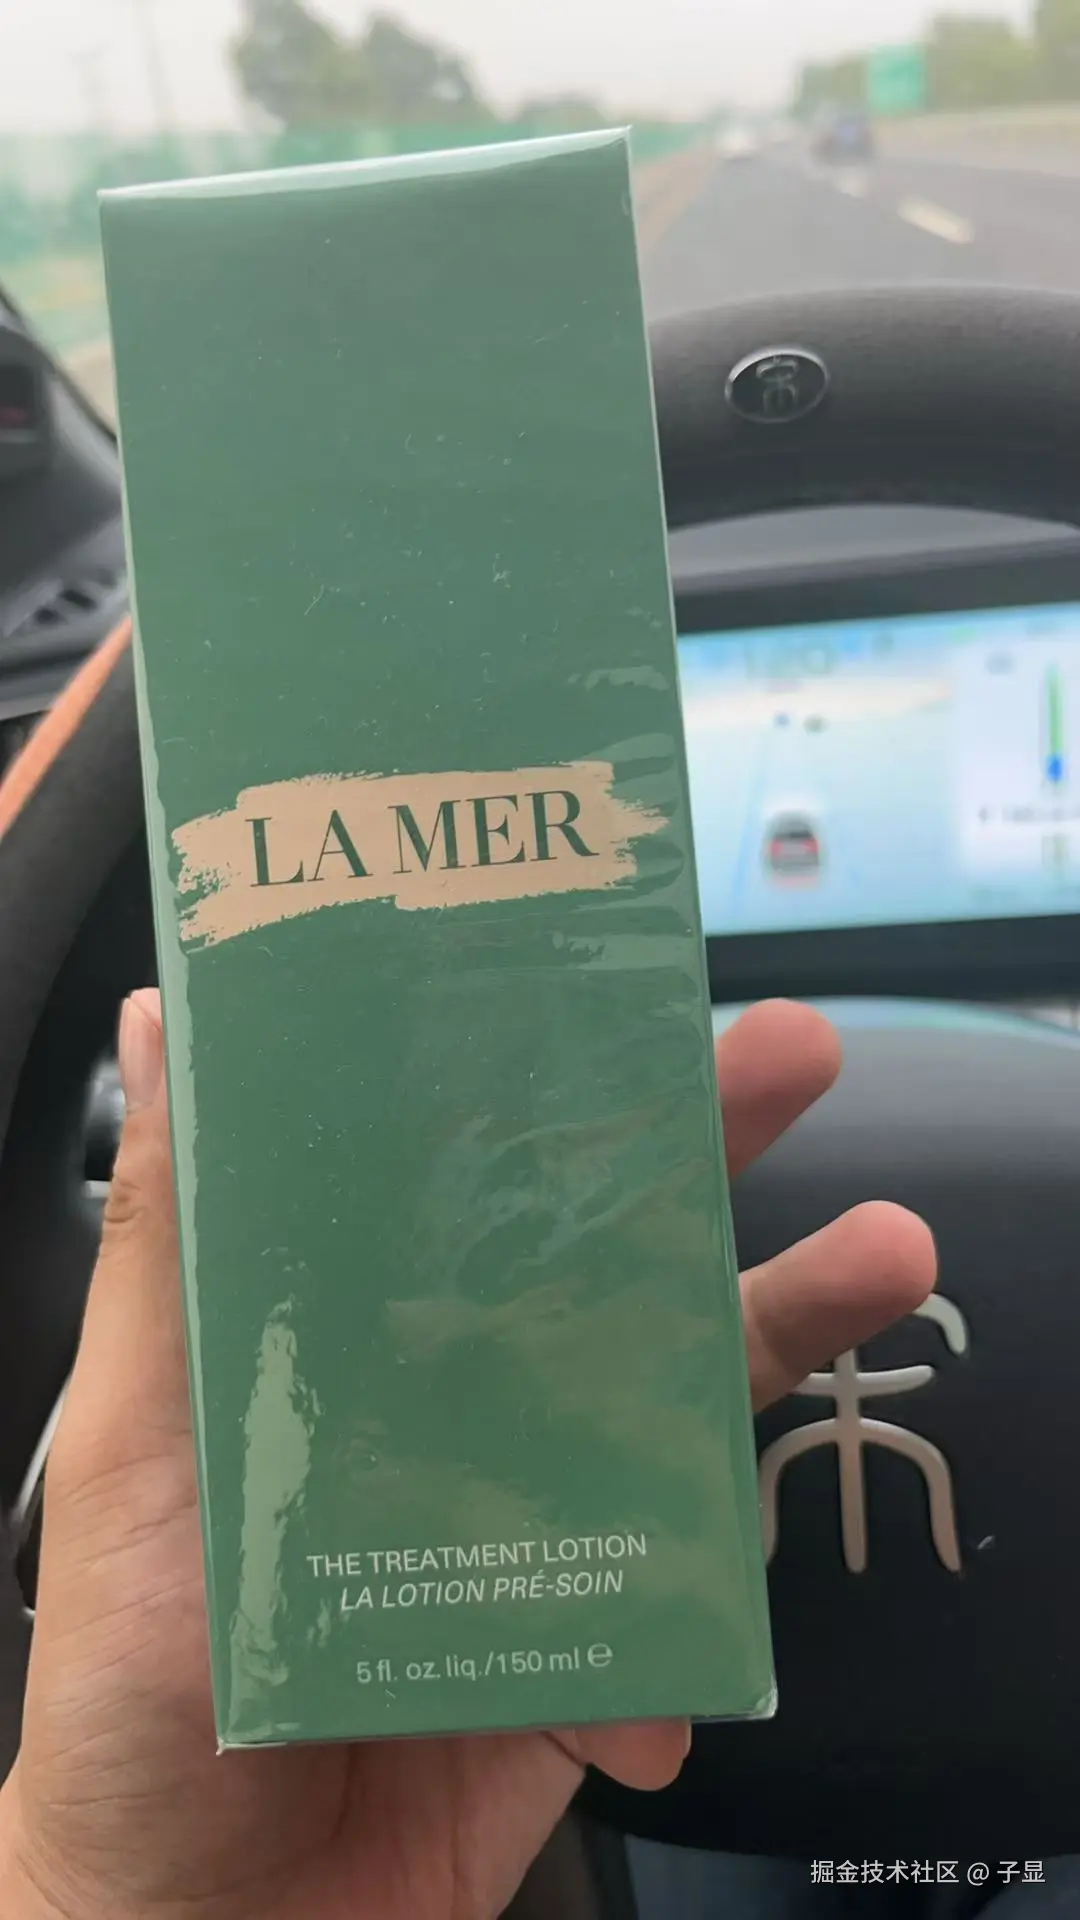 LA MER
THE TREATMENT LOTION
LA LOTION PRÉ-SOIN
5 fl. oz. liq./150 ml ℮
掘金技术社区 @ 子显